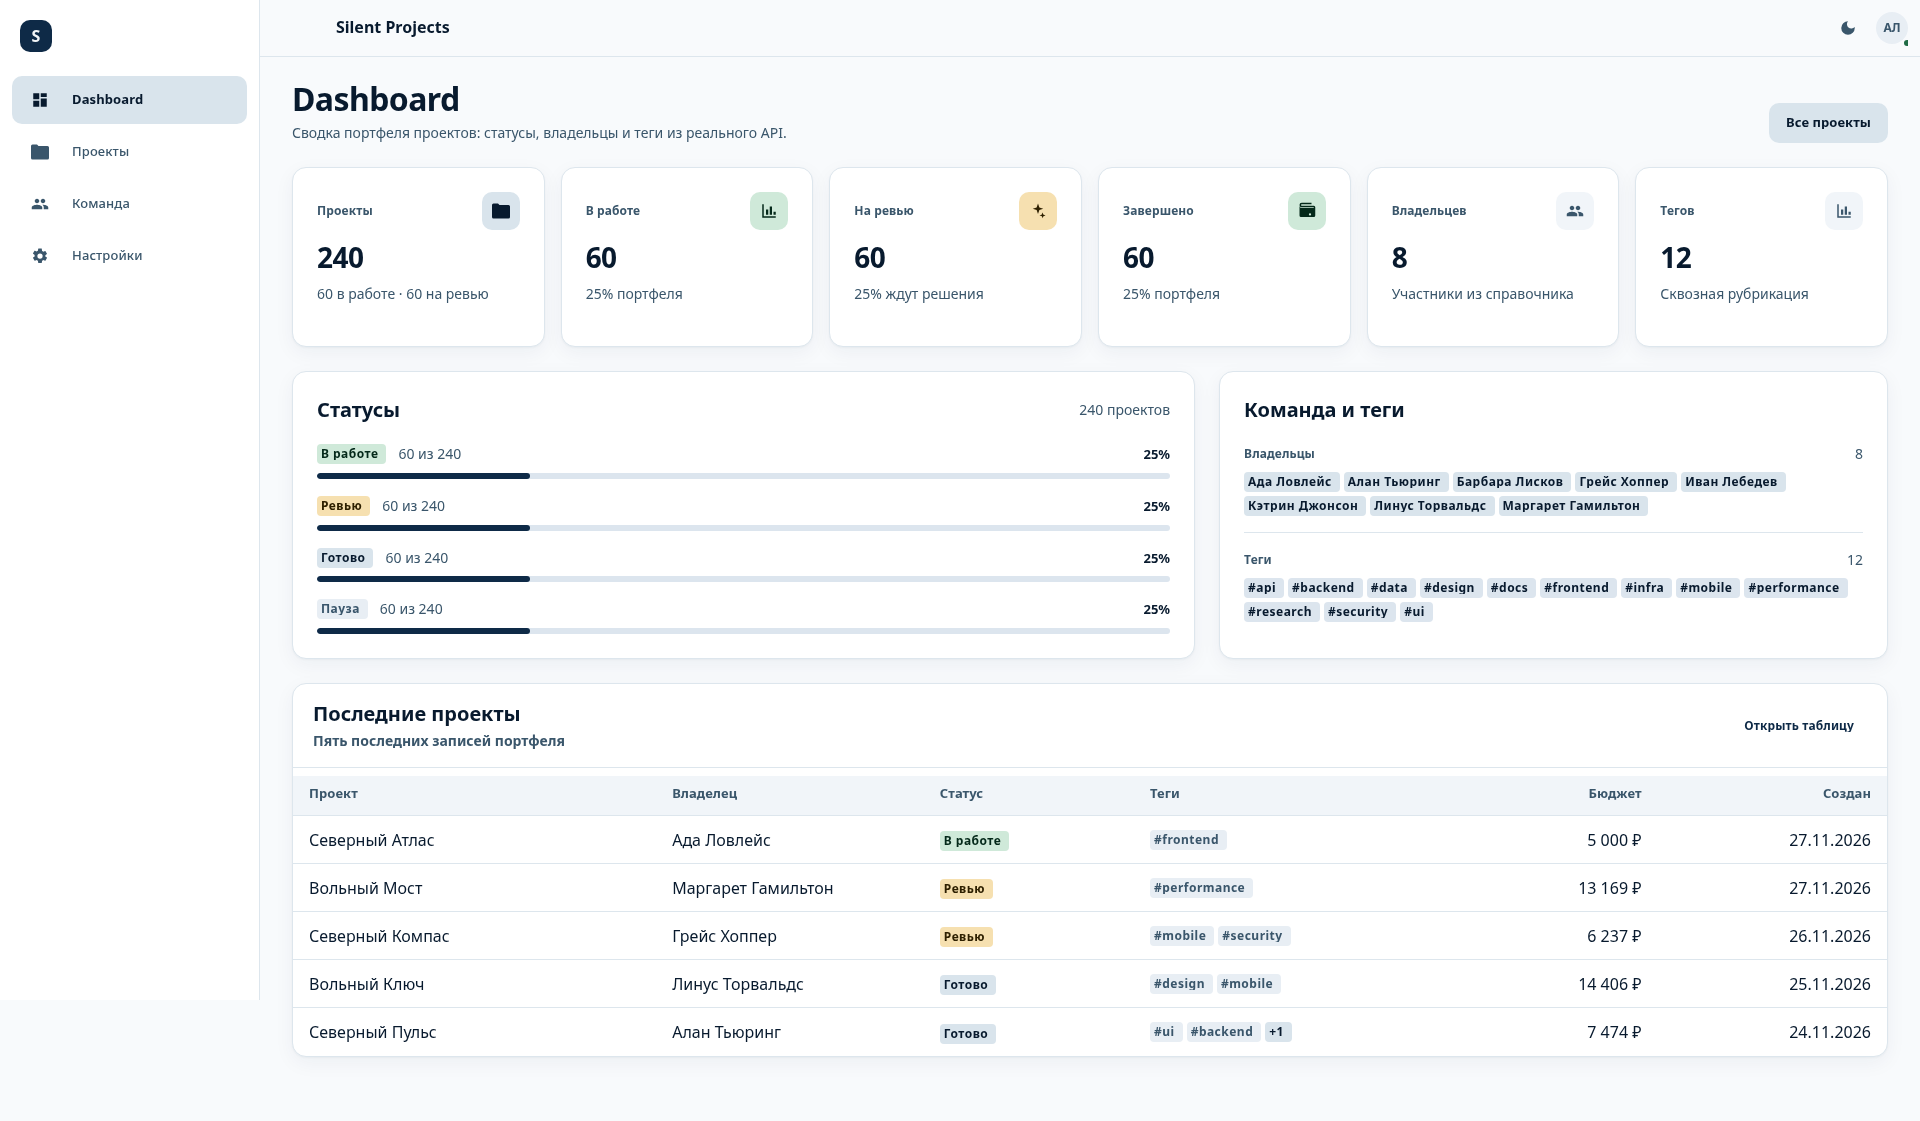 S
Silent Projects
АЛ
Dashboard
Проекты
Команда
Настройки
Dashboard
Сводка портфеля проектов: статусы, владельцы и теги из реального API.
Все проекты
Проекты
240
60 в работе · 60 на ревью
В работе
60
25% портфеля
На ревью
60
25% ждут решения
Завершено
60
25% портфеля
Владельцев
8
Участники из справочника
Тегов
12
Сквозная рубрикация
Статусы
240 проектов
В работе 60 из 240 25%
Ревью 60 из 240 25%
Готово 60 из 240 25%
Пауза 60 из 240 25%
Команда и теги
Владельцы 8
Ада Ловлейс Алан Тьюринг Барбара Лисков Грейс Хоппер Иван Лебедев
Кэтрин Джонсон Линус Торвальдс Маргарет Гамильтон
Теги 12
#api #backend #data #design #docs #frontend #infra #mobile #performance
#research #security #ui
Последние проекты
Пять последних записей портфеля
Открыть таблицу
Проект Владелец Статус Теги Бюджет Создан
Северный Атлас Ада Ловлейс В работе #frontend 5 000 ₽ 27.11.2026
Вольный Мост Маргарет Гамильтон Ревью #performance 13 169 ₽ 27.11.2026
Северный Компас Грейс Хоппер Ревью #mobile #security 6 237 ₽ 26.11.2026
Вольный Ключ Линус Торвальдс Готово #design #mobile 14 406 ₽ 25.11.2026
Северный Пульс Алан Тьюринг Готово #ui #backend +1 7 474 ₽ 24.11.2026